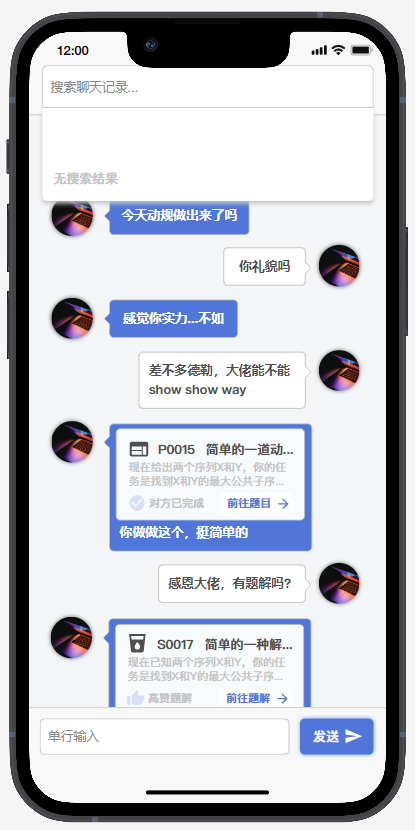 12:00
搜索聊天记录...
无搜索结果
今天动规做出来了吗
你礼貌吗
感觉你实力...不如
差不多德勒，大佬能不能
show show way
P0015 简单的一道动...
现在给出两个序列X和Y，你的任
务是找到X和Y的最大公共子序...
对方已完成 前往题目
你做做这个，挺简单的
感恩大佬，有题解吗?
S0017 简单的一种解...
现在已知两个序列X和Y，你的任
务是找到X和Y的最大公共子序...
高赞题解 前往题解
单行输入 发送